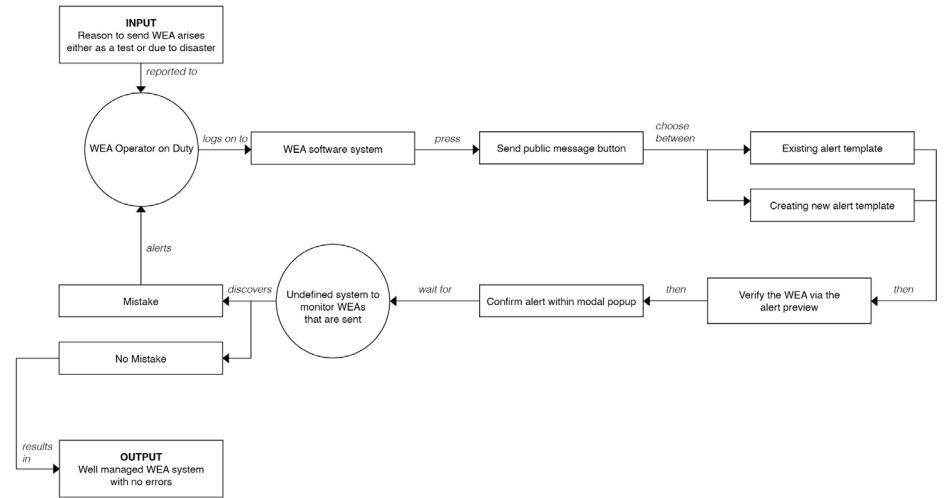 INPUT
Reason to send WEA arises
either as a test or due to disaster
reported to
WEA Operator on Duty
logs on to
WEA software system
press
Send public message button
choose
between
Existing alert template
Creating new alert template
then
Verify the WEA via the
alert preview
then
Confirm alert within modal popup
wait for
Undefined system to
monitor WEAs
that are sent
discovers
Mistake
alerts
No Mistake
results
in
OUTPUT
Well managed WEA system
with no errors